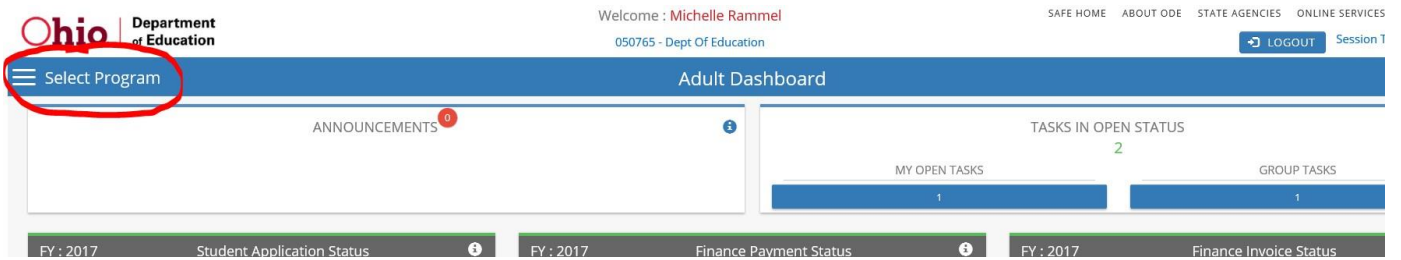 Ohio Department of Education
Welcome : Michelle Rammel
050765 - Dept Of Education
SAFE HOME ABOUT ODE STATE AGENCIES ONLINE SERVICES
LOGOUT Session T
Select Program
Adult Dashboard
ANNOUNCEMENTS 0
TASKS IN OPEN STATUS
2
MY OPEN TASKS GROUP TASKS
1 1
FY : 2017 Student Application Status
FY : 2017 Finance Payment Status
FY : 2017 Finance Invoice Status